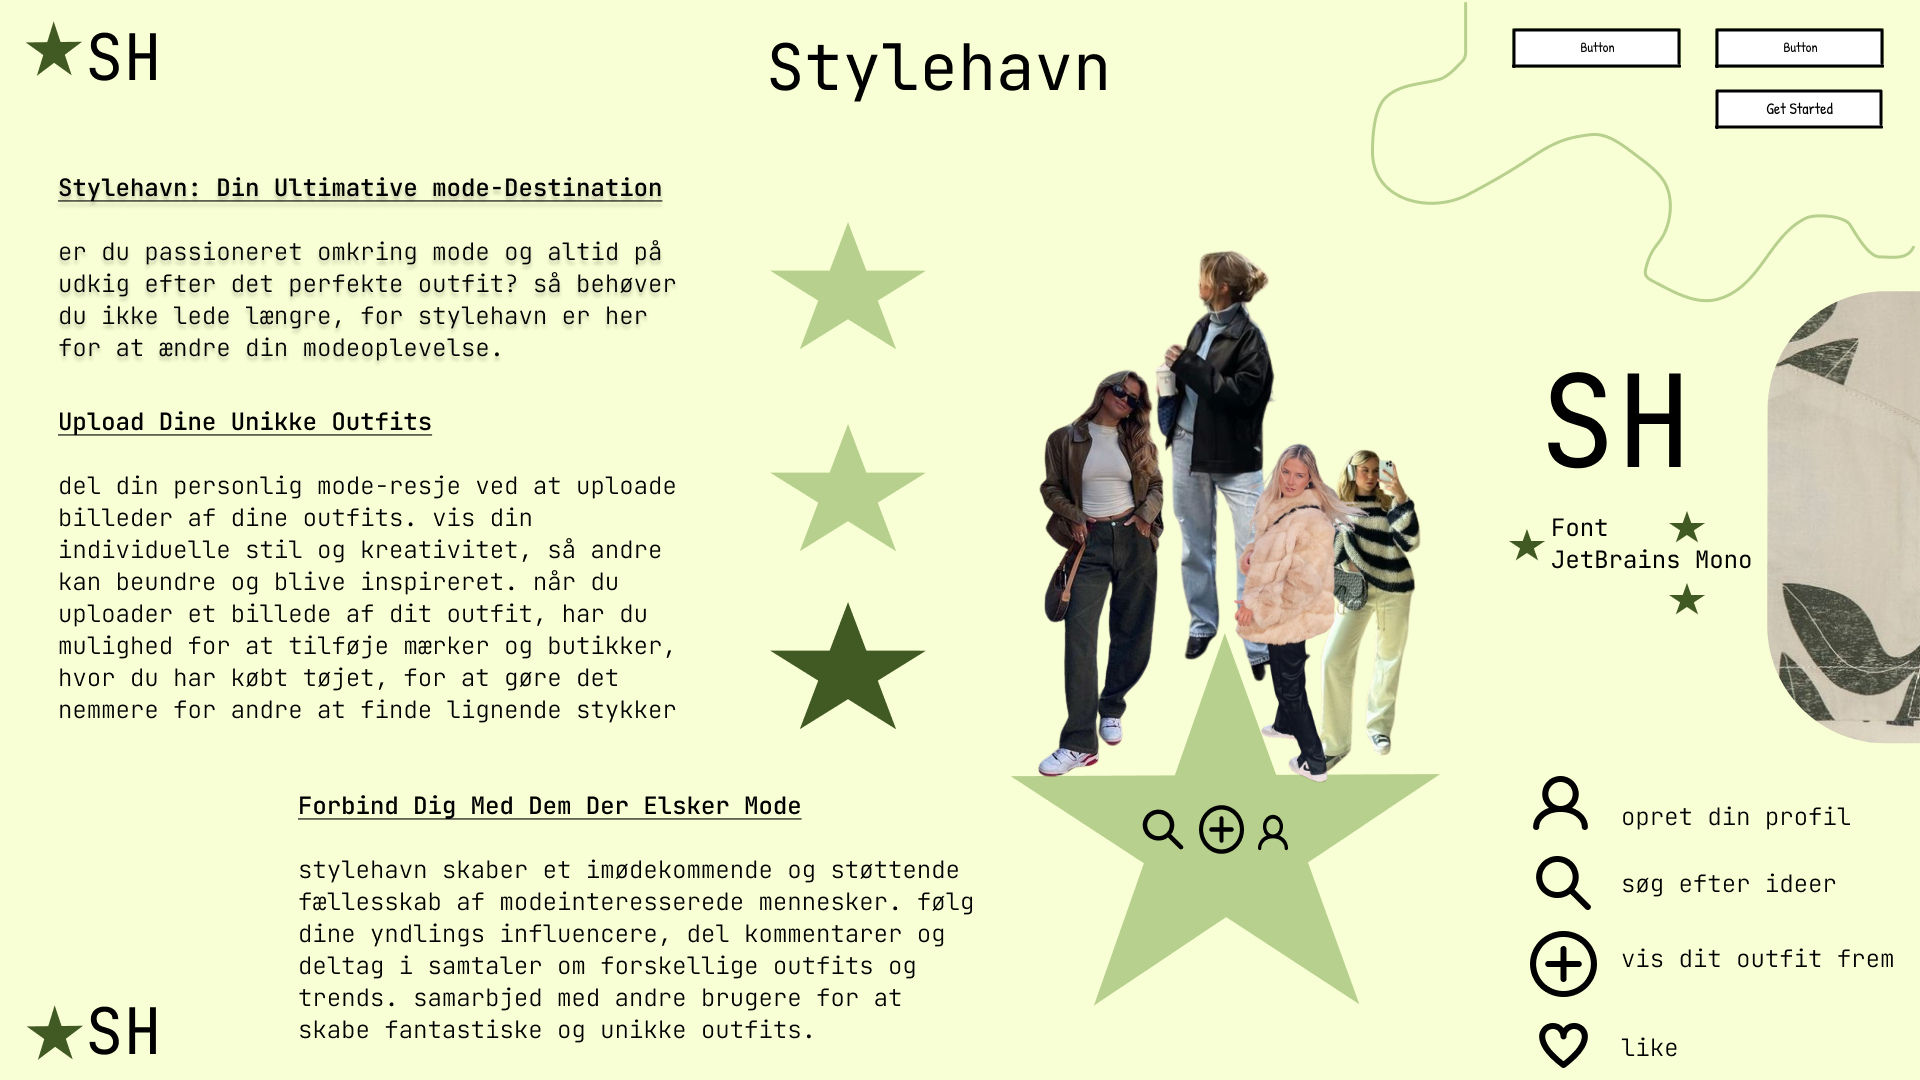 SH
Stylehavn
Button
Button
Get Started
Stylehavn: Din Ultimative mode-Destination
er du passioneret omkring mode og altid på
udkig efter det perfekte outfit? så behøver
du ikke lede længre, for stylehavn er her
for at ændre din modeoplevelse.
Upload Dine Unikke Outfits
del din personlig mode-resje ved at uploade
billeder af dine outfits. vis din
individuelle stil og kreativitet, så andre
kan beundre og blive inspireret. når du
uploader et billede af dit outfit, har du
mulighed for at tilføje mærker og butikker,
hvor du har købt tøjet, for at gøre det
nemmere for andre at finde lignende stykker
Forbind Dig Med Dem Der Elsker Mode
stylehavn skaber et imødekommende og støttende
fællesskab af modeinteresserede mennesker. følg
dine yndlings influencere, del kommentarer og
deltag i samtaler om forskellige outfits og
trends. samarbjed med andre brugere for at
skabe fantastiske og unikke outfits.
SH
SH
Font
JetBrains Mono
opret din profil
søg efter ideer
vis dit outfit frem
like